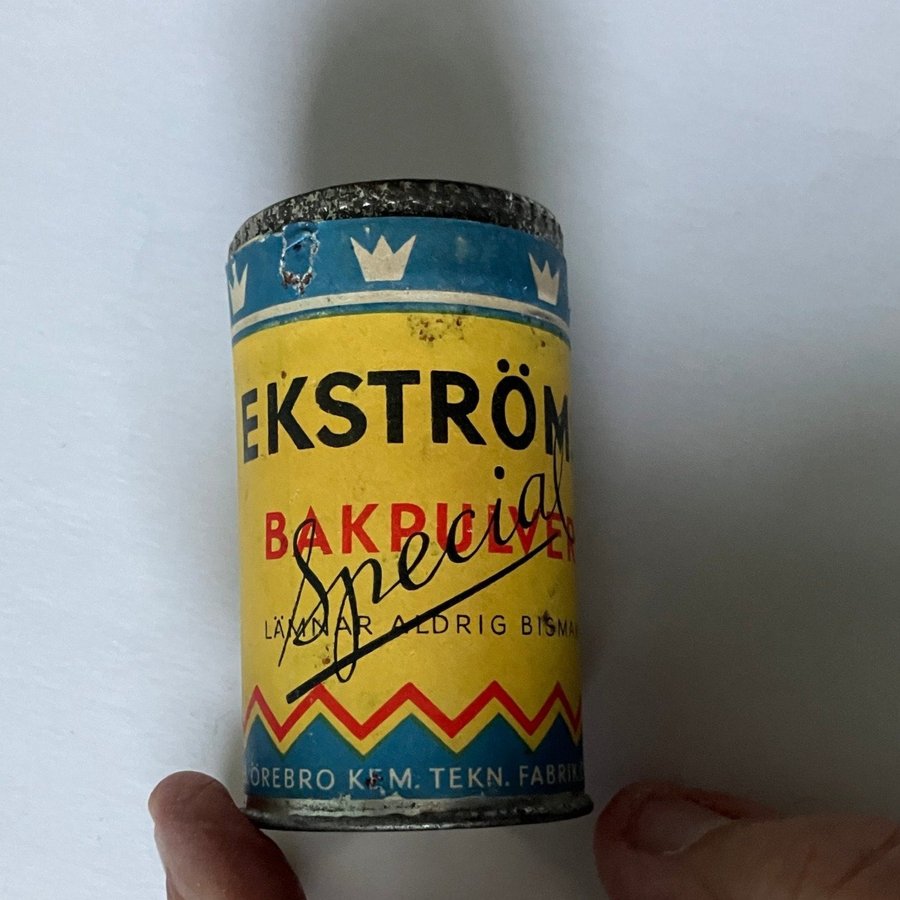 EKSTRÖM
BAKPULVER
Special
LÄMNAR ALDRIG BISMAK
ÖREBRO KEM. TEKN. FABRIK